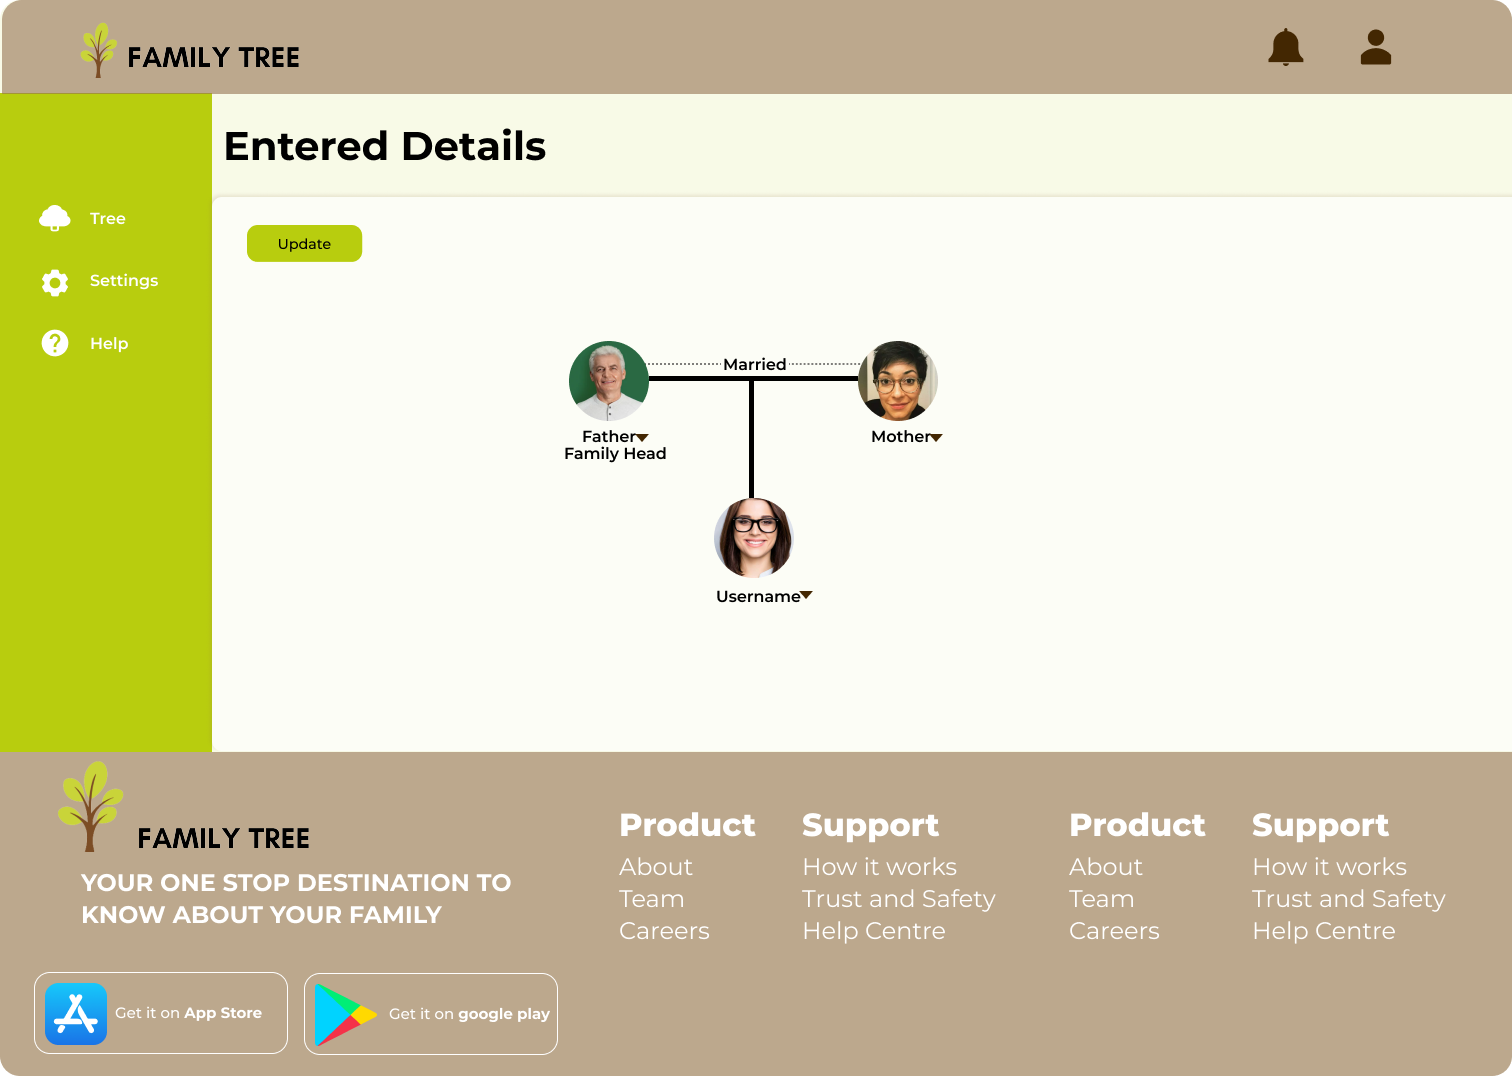 FAMILY TREE
Entered Details
Tree
Settings
Help
Update
Married
Father
Family Head
Mother
Username
FAMILY TREE
YOUR ONE STOP DESTINATION TO
KNOW ABOUT YOUR FAMILY
Get it on App Store
Get it on google play
Product
About
Team
Careers
Support
How it works
Trust and Safety
Help Centre
Product
About
Team
Careers
Support
How it works
Trust and Safety
Help Centre